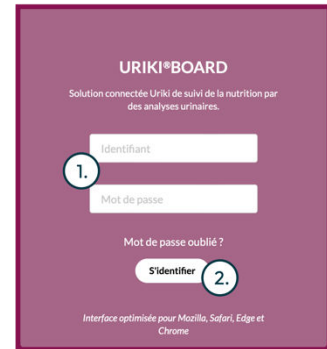 URIKI®BOARD
Solution connectée Uriki de suivi de la nutrition par
des analyses urinaires.
Identifiant
1.
Mot de passe
Mot de passe oublié ?
S'identifier
2.
Interface optimisée pour Mozilla, Safari, Edge et
Chrome